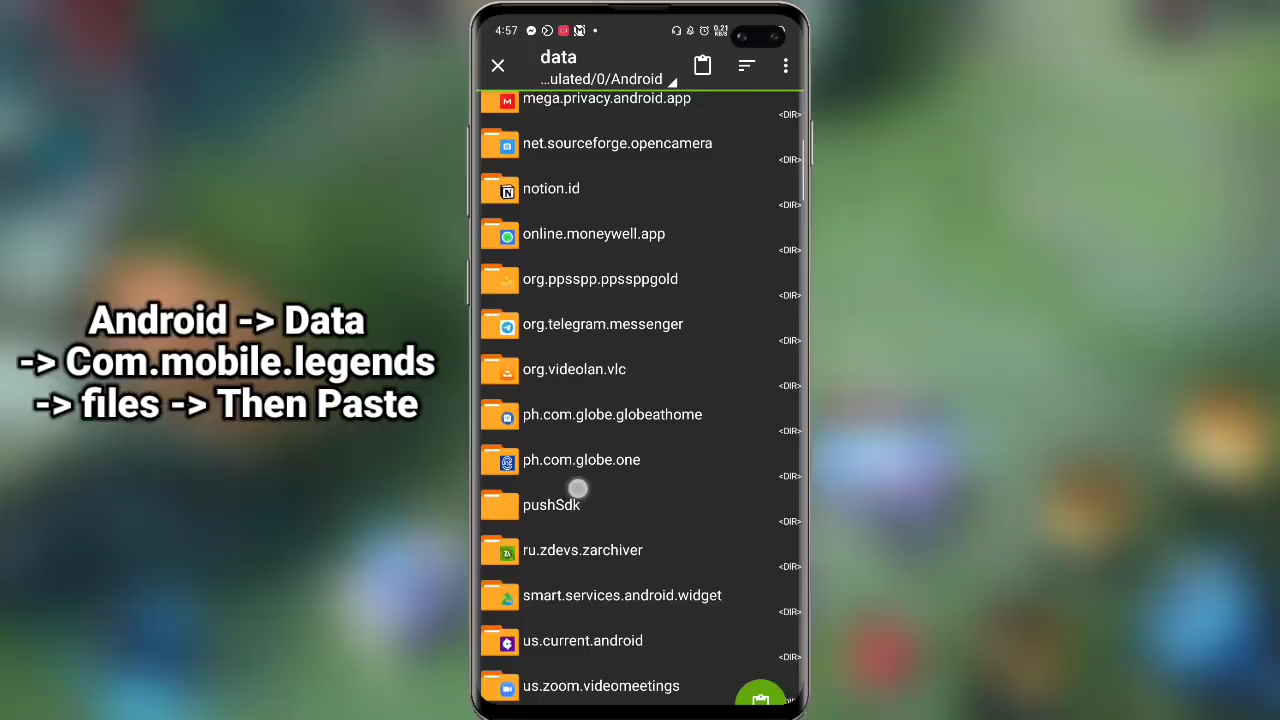 4:57
0.21
KB/s
data
...ulated/0/Android
mega.privacy.android.app
<DIR>
net.sourceforge.opencamera
<DIR>
notion.id
<DIR>
online.moneywell.app
<DIR>
org.ppsspp.ppssppgold
<DIR>
org.telegram.messenger
<DIR>
org.videolan.vlc
<DIR>
ph.com.globe.globeathome
<DIR>
ph.com.globe.one
<DIR>
pushSdk
<DIR>
ru.zdevs.zarchiver
<DIR>
smart.services.android.widget
<DIR>
us.current.android
<DIR>
us.zoom.videomeetings
Android -> Data
-> Com.mobile.legends
-> files -> Then Paste